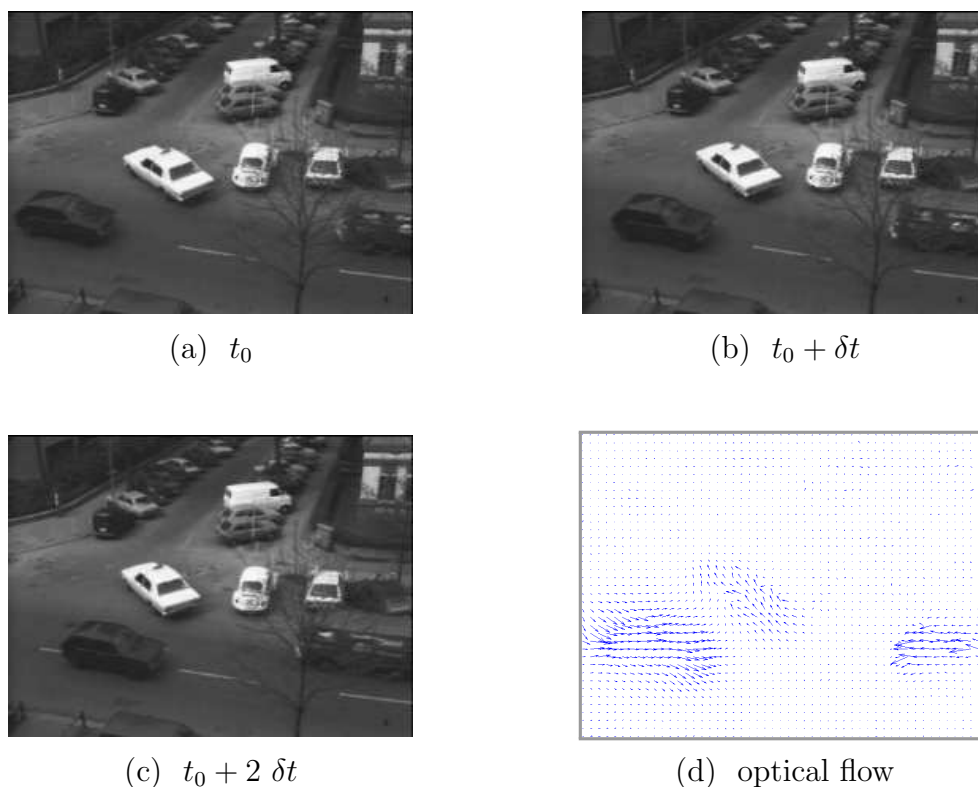 (a) t₀
(b) t₀ + δt
(c) t₀ + 2 δt
(d) optical flow